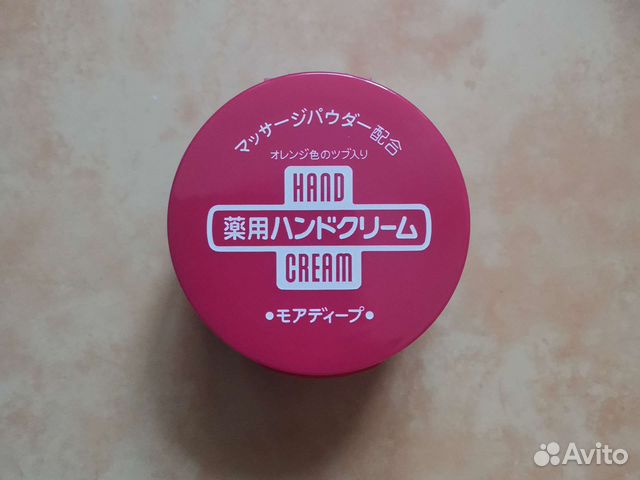 マッサージパウダー配合
オレンジ色のツブ入り
HAND
薬用ハンドクリーム
CREAM
•モアディープ•
Avito